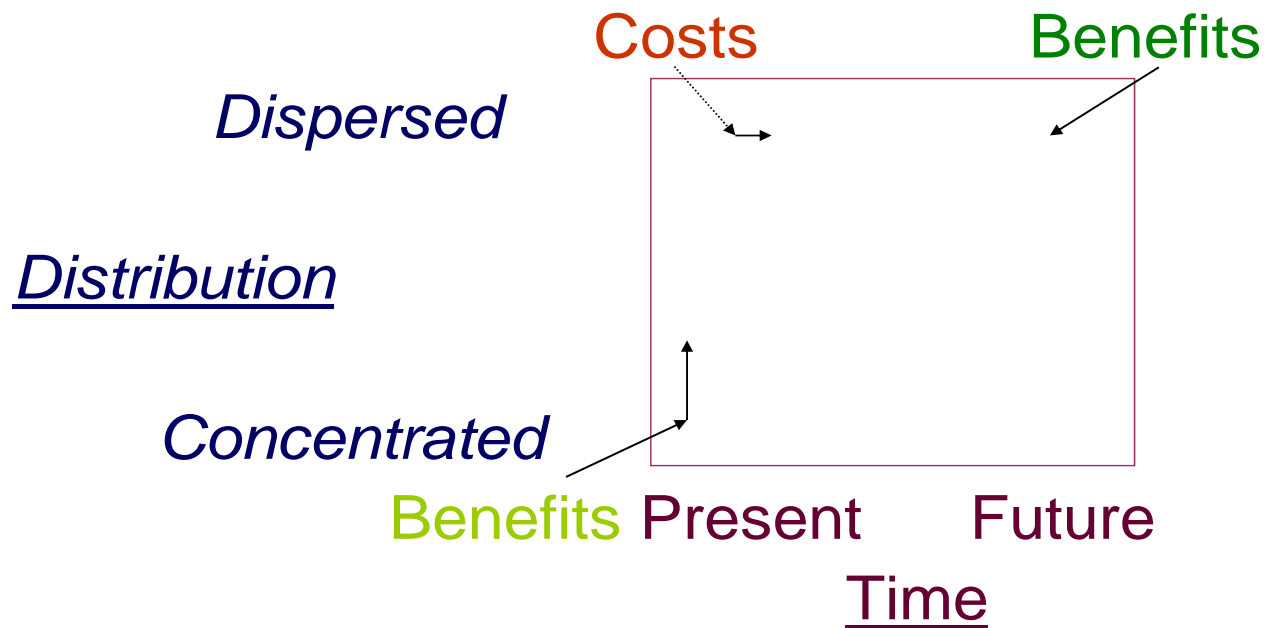 Costs Benefits
Dispersed
Distribution
Concentrated
Benefits Present Future
Time